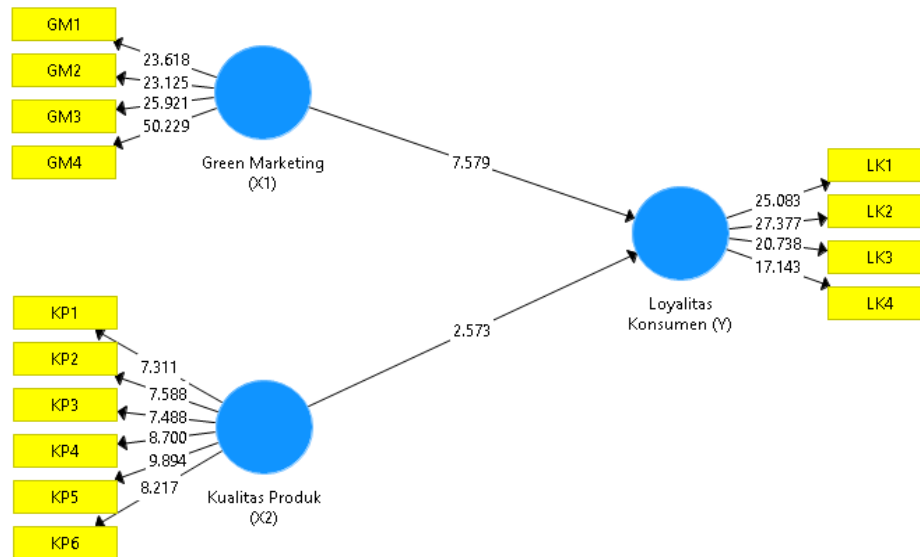 GM1
GM2
GM3
GM4
23.618
23.125
25.921
50.229
Green Marketing
(X1)
7.579
LK1
LK2
LK3
LK4
25.083
27.377
20.738
17.143
Loyalitas
Konsumen (Y)
2.573
KP1
KP2
KP3
KP4
KP5
KP6
7.311
7.588
7.488
8.700
9.894
8.217
Kualitas Produk
(X2)